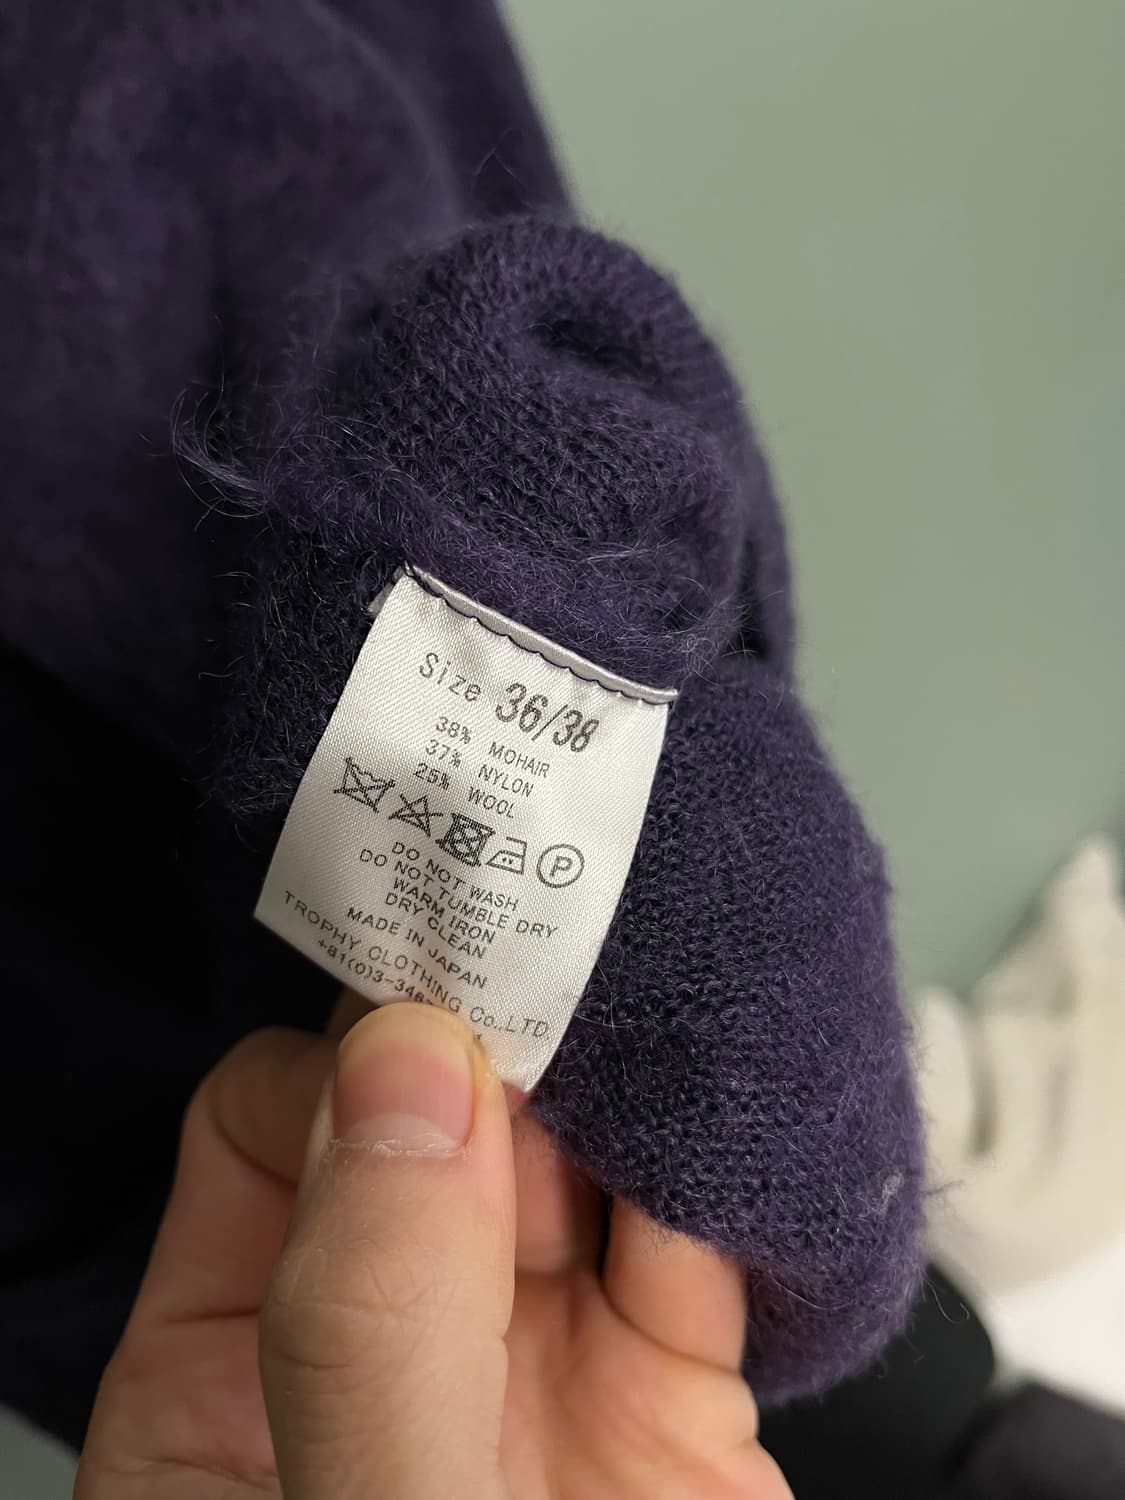 Size 36/38
38% MOHAIR
37% NYLON
25% WOOL
P
DO NOT WASH
DO NOT TUMBLE DRY
WARM IRON
DRY CLEAN
MADE IN JAPAN
TROPHY CLOTHING Co.,LTD.